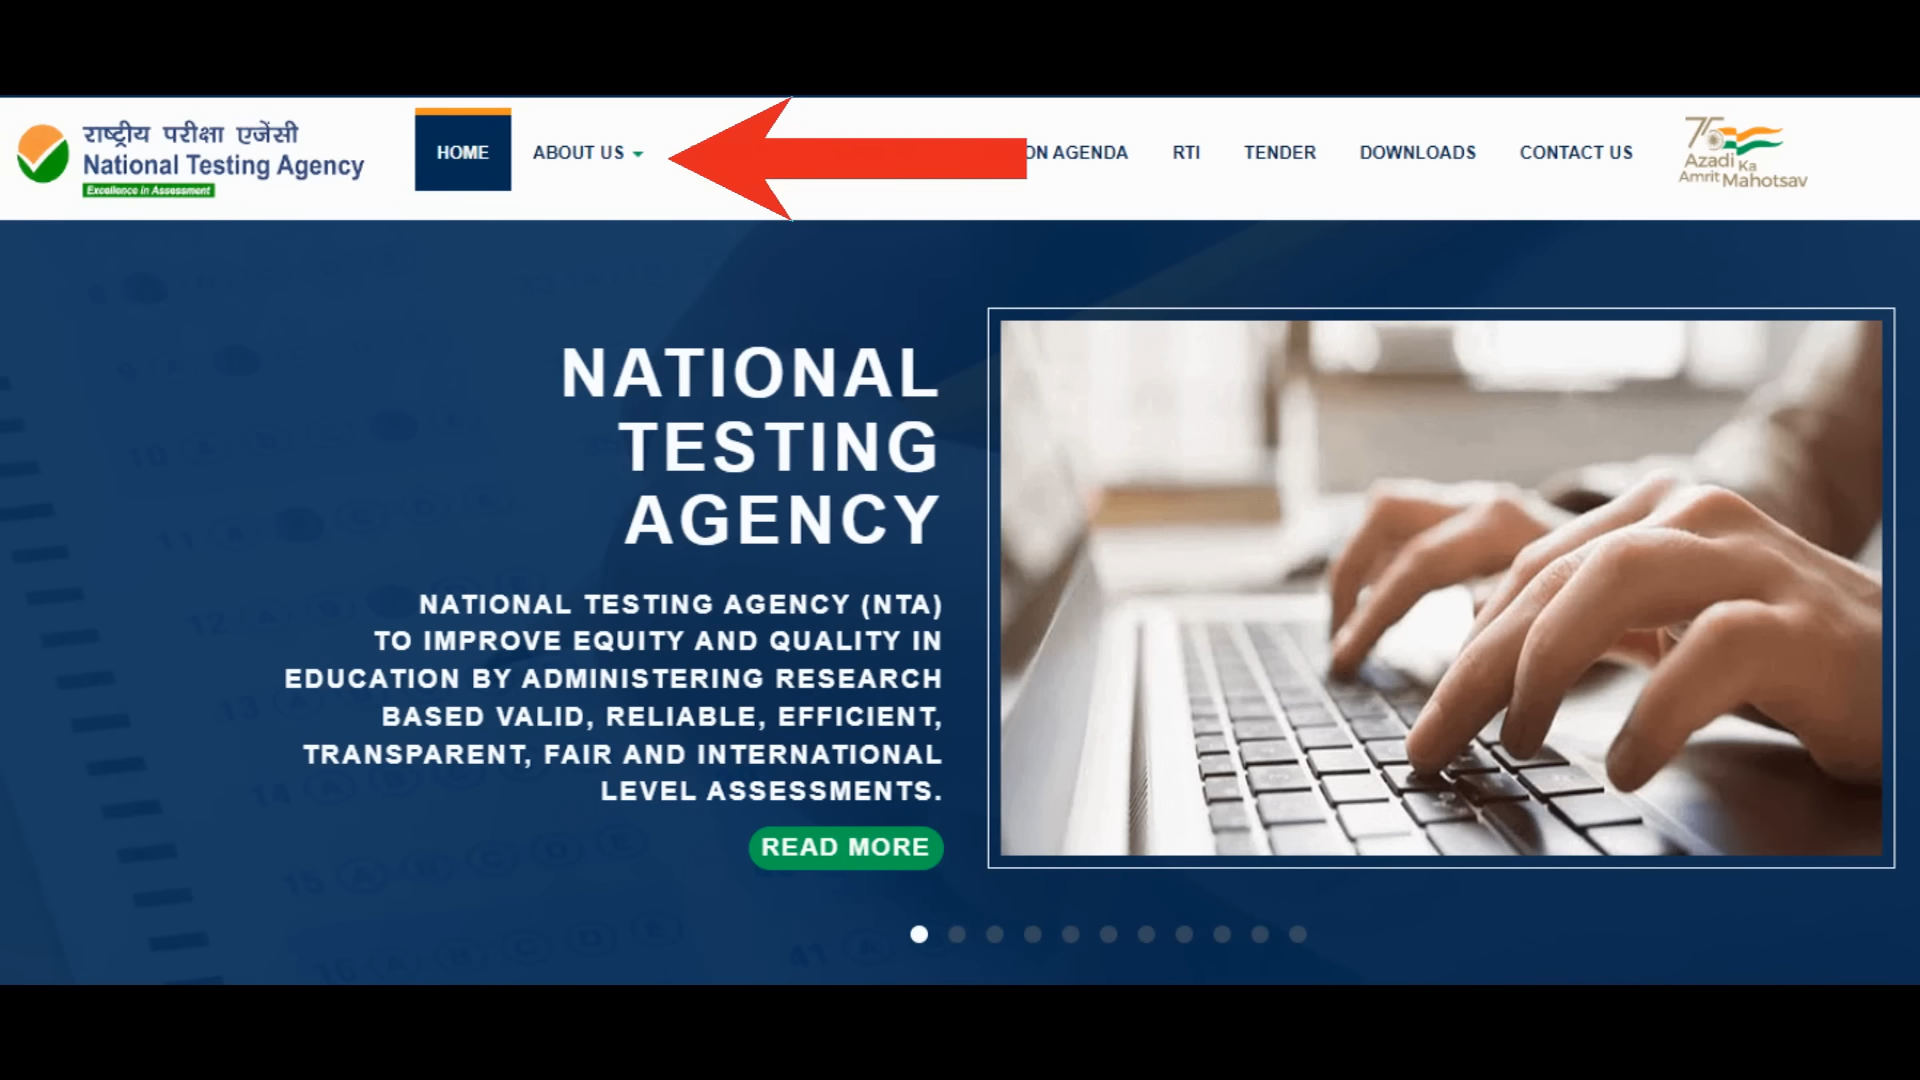 राष्ट्रीय परीक्षा एजेंसी
National Testing Agency
Excellence in Assessment
HOME
ABOUT US
AGENDA
RTI
TENDER
DOWNLOADS
CONTACT US
75
Azadi Ka
Amrit Mahotsav
NATIONAL
TESTING
AGENCY
NATIONAL TESTING AGENCY (NTA)
TO IMPROVE EQUITY AND QUALITY IN
EDUCATION BY ADMINISTERING RESEARCH
BASED VALID, RELIABLE, EFFICIENT,
TRANSPARENT, FAIR AND INTERNATIONAL
LEVEL ASSESSMENTS.
READ MORE